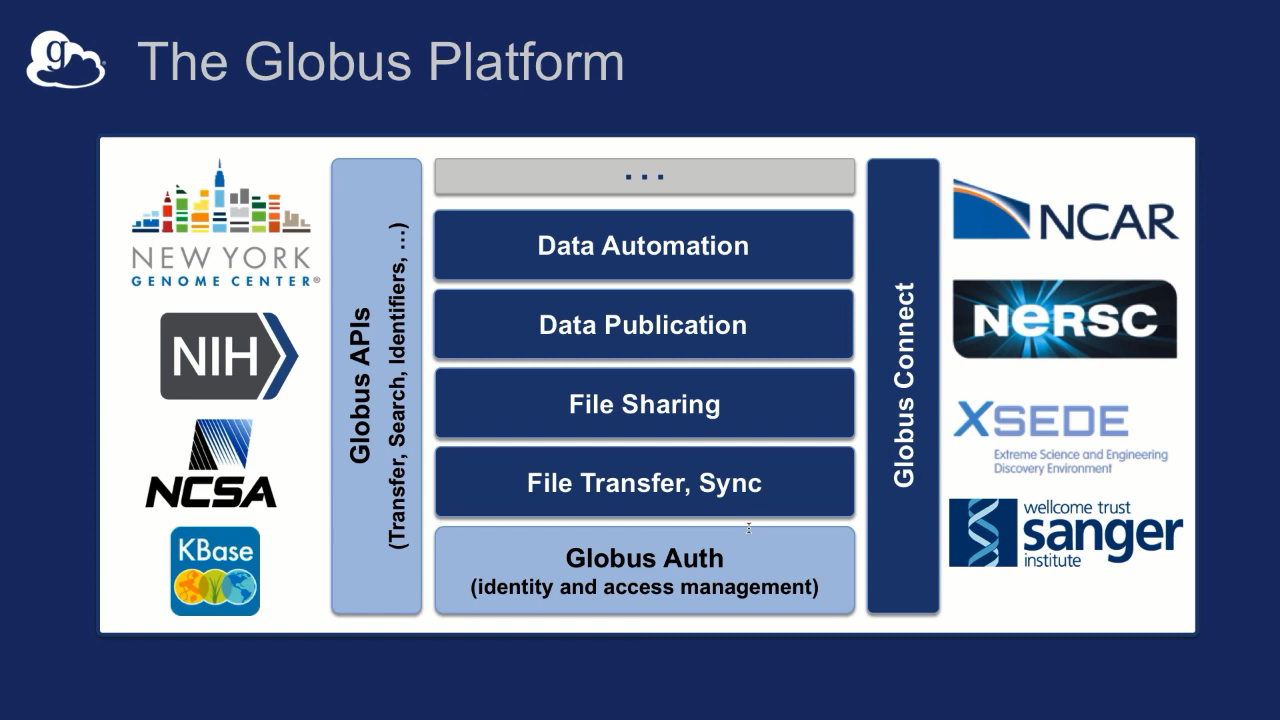 g
The Globus Platform
NEW YORK
GENOME CENTER®
NIH
NCSA
KBase
Globus APIs
(Transfer, Search, Identifiers, ...)
...
Data Automation
Data Publication
File Sharing
File Transfer, Sync
Globus Auth
(identity and access management)
Globus Connect
NCAR
NeRSC
XSEDE
Extreme Science and Engineering
Discovery Environment
wellcome trust
sanger
institute